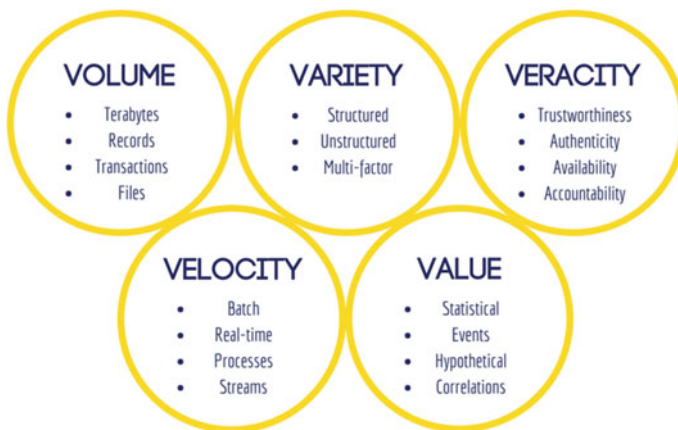 VOLUME
• Terabytes
• Records
• Transactions
• Files
VARIETY
• Structured
• Unstructured
• Multi-factor
VERACITY
• Trustworthiness
• Authenticity
• Availability
• Accountability
VELOCITY
• Batch
• Real-time
• Processes
• Streams
VALUE
• Statistical
• Events
• Hypothetical
• Correlations